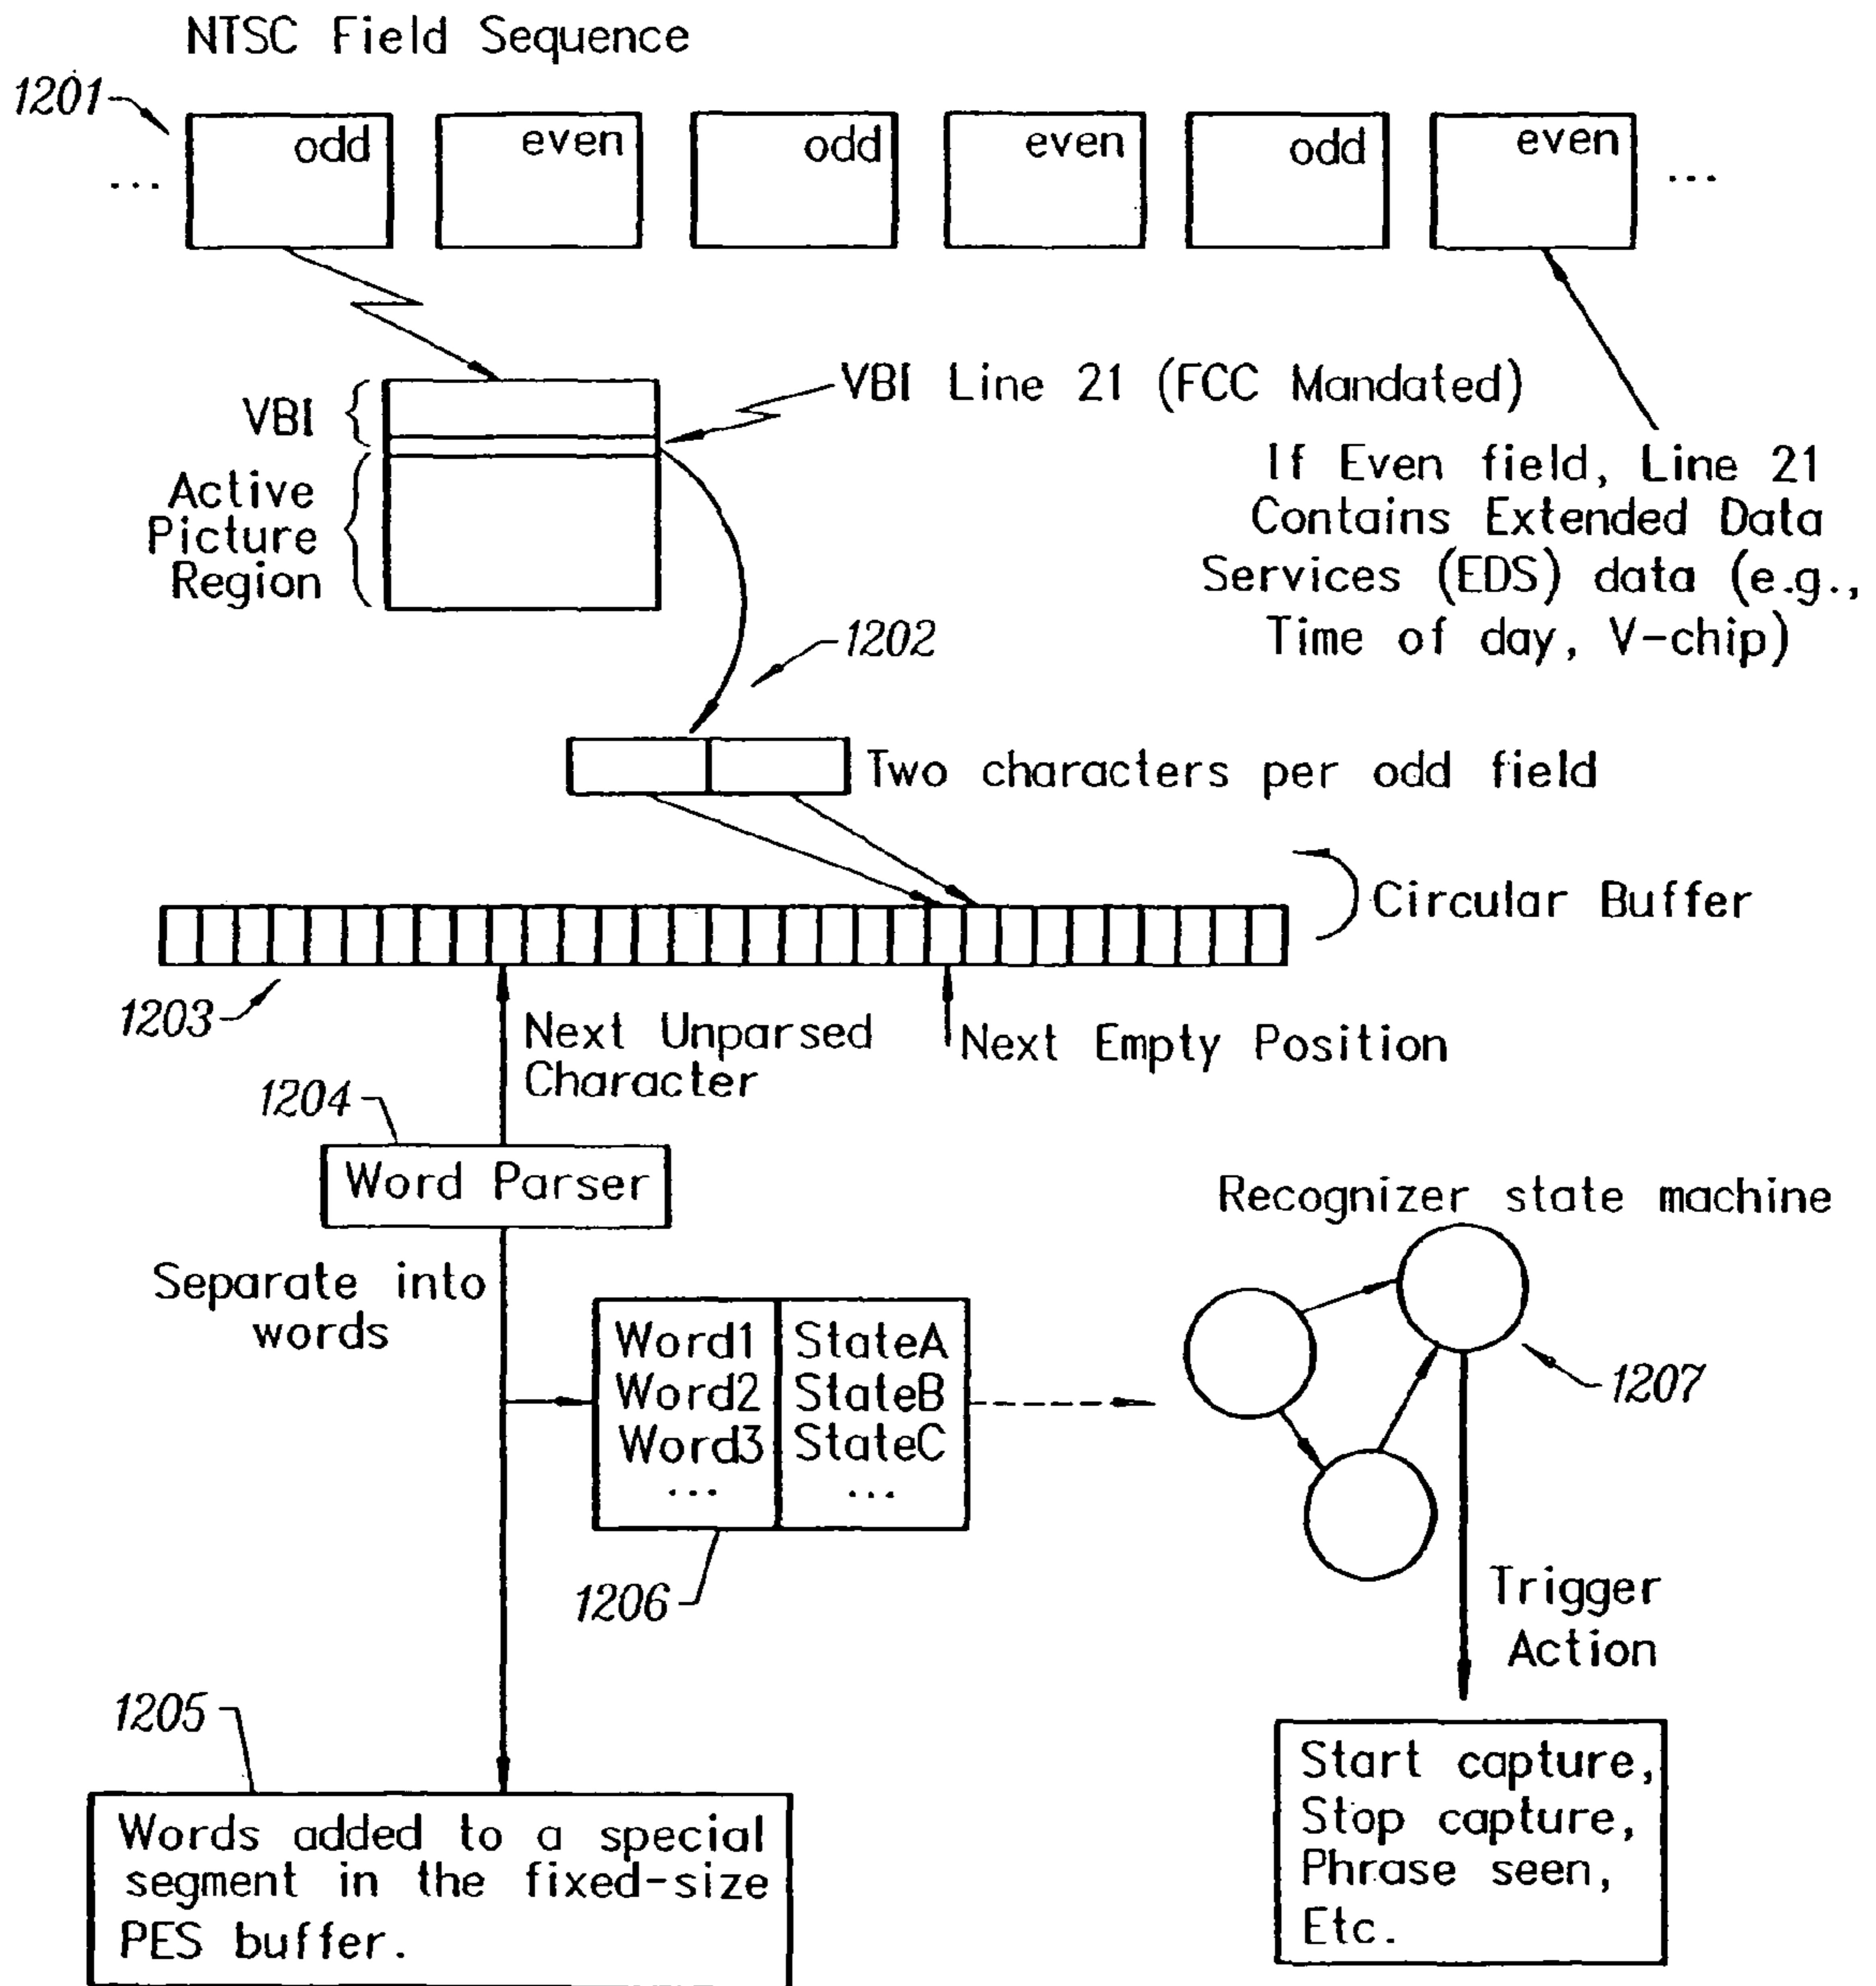 NTSC Field Sequence
1201
... odd even odd even odd even ...
VBI
VBI Line 21 (FCC Mandated)
Active
Picture
Region
If Even field, Line 21
Contains Extended Data
Services (EDS) data (e.g.,
Time of day, V-chip)
1202
Two characters per odd field
Circular Buffer
1203
Next Unparsed
Character
Next Empty Position
1204
Word Parser
Separate into
words
Word1 StateA
Word2 StateB
Word3 StateC
... ...
1206
Recognizer state machine
1207
Trigger
Action
1205
Words added to a special
segment in the fixed-size
PES buffer.
Start capture,
Stop capture,
Phrase seen,
Etc.